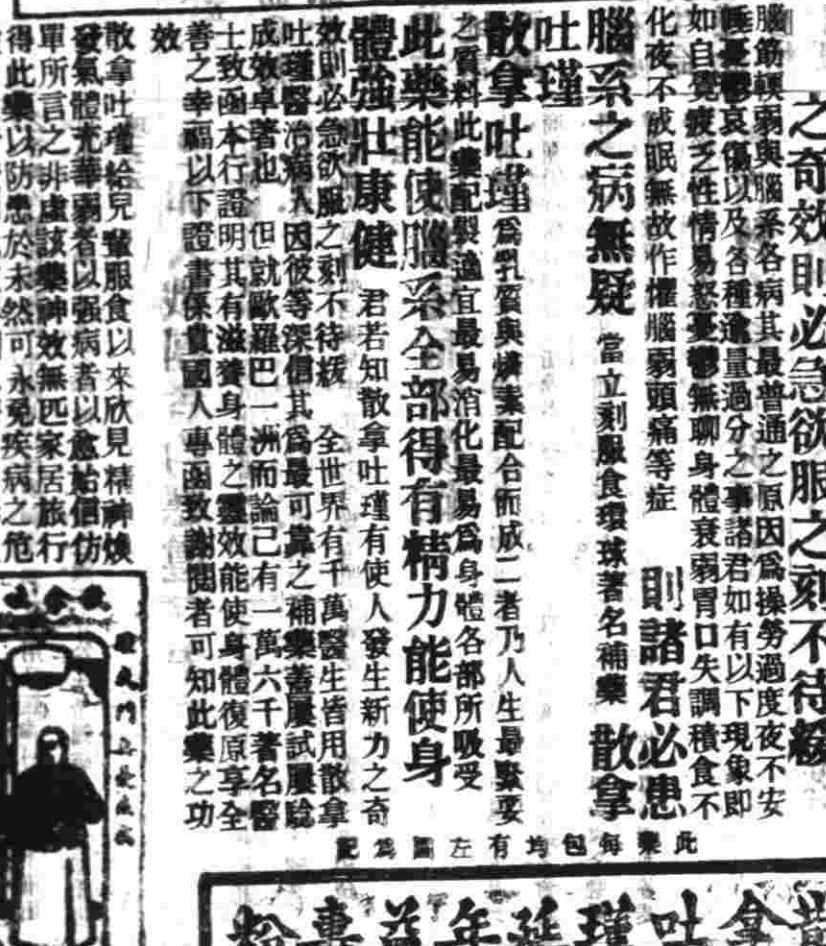 之奇效則必急欲服之刻不待緩
腦筋輭弱與腦系各病其最普通之原因爲操勞過度夜不安
睡憂鬱哀傷以及各種逾量過分之事諸君如有以下現象即
如自覺疲乏性情易怒憂鬱無聊身體衰弱胃口失調積食不
化夜不成眠無故作懼腦弱頭痛等症 則諸君必患
腦系之病無疑 當立刻服食環球著名補藥 散拿
吐瑾
散拿吐瑾爲乳質與燐素配合而成二者乃人生最緊要
之質料此藥配製適宜最易消化最易爲身體各部所吸受
此藥能使腦系全部得有精力能使身
體強壯康健 君若知散拿吐瑾有使人發生新力之奇
效則必急欲服之刻不待緩 全世界有千萬醫生皆用散拿
吐瑾醫治病人因彼等深信其爲最可靠之補藥蓋屢試屢驗
成效卓著也 但就歐羅巴一洲而論已有一萬六千著名醫
士致函本行證明其有滋養身體之靈效能使身體復原享全
善之幸福以下證書係貴國人專函致謝閱者可知此藥之功
效
散拿吐瑾給兒輩服食以來欣見精神煥
發氣體充華弱者以强病者以愈始信仿
單所言之非虛該藥神效無匹家居旅行
得此藥以防患於未然可永免疾病之危
此藥每包均有左圖爲記
拿吐瑾延年益壽粉